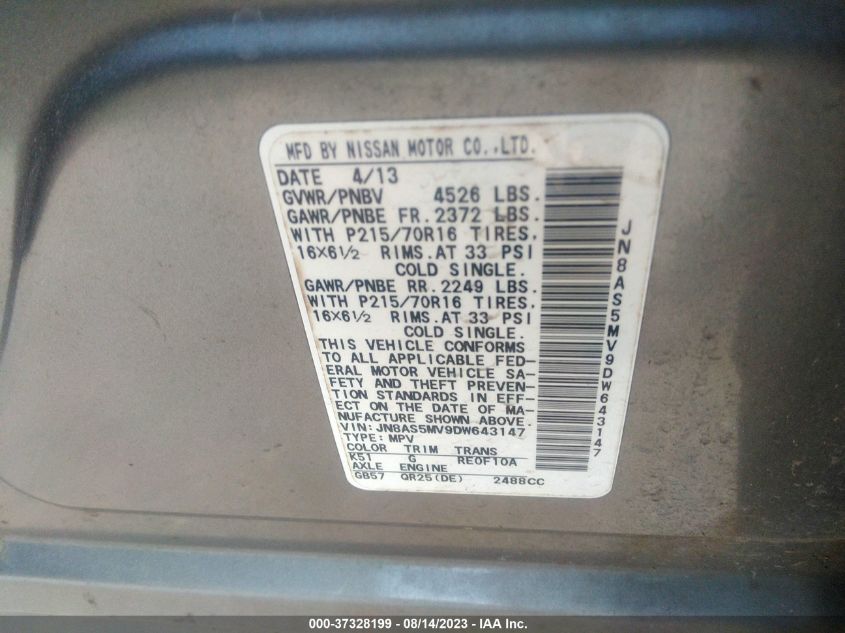 MFD BY NISSAN MOTOR CO.,LTD.
DATE 4/13
GVWR/PNBV 4526 LBS.
GAWR/PNBE FR. 2372 LBS.
WITH P215/70R16 TIRES,
16×6½ RIMS.AT 33 PSI
COLD SINGLE.
GAWR/PNBE RR. 2249 LBS.
WITH P215/70R16 TIRES,
16×6½ RIMS.AT 33 PSI
COLD SINGLE.
THIS VEHICLE CONFORMS
TO ALL APPLICABLE FED-
ERAL MOTOR VEHICLE SA-
FETY AND THEFT PREVEN-
TION STANDARDS IN EFF-
ECT ON THE DATE OF MA-
NUFACTURE SHOWN ABOVE.
VIN: JN8AS5MV9DW643147
TYPE: MPV
COLOR TRIM TRANS
K51 G RE0F10A
AXLE ENGINE
GB57 QR25(DE) 2488CC
JN8AS5MV9DW643147
000-37328199 - 08/14/2023 - IAA Inc.